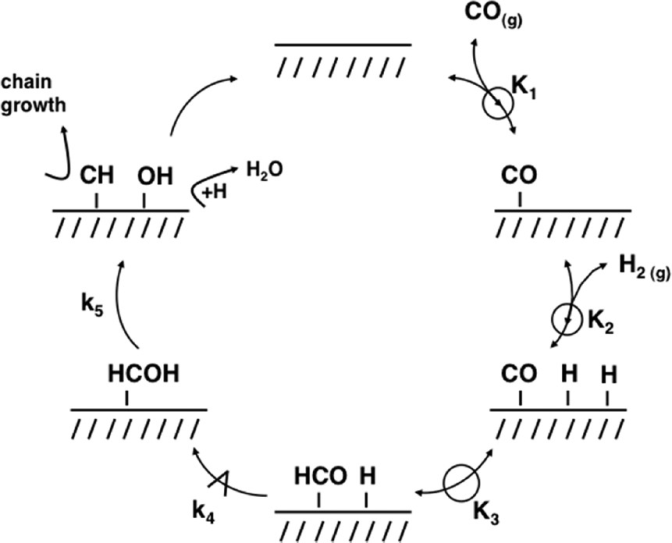 CO(g)
K1
chain
growth
CH OH
+H
H2O
CO
H2 (g)
K2
k5
HCOH
CO H H
HCO H
k4
K3